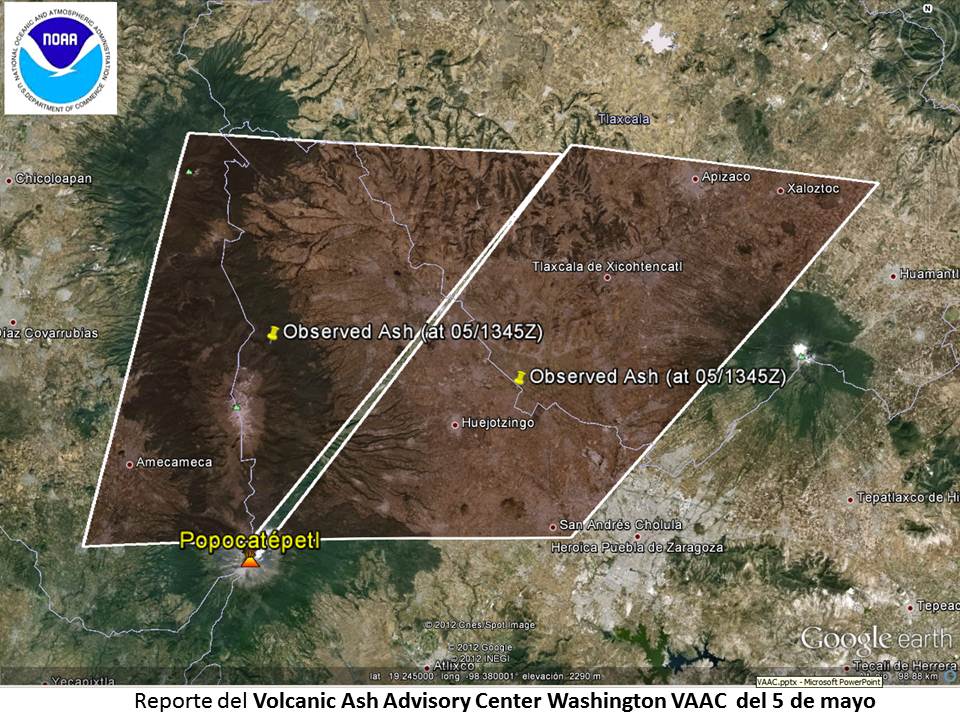 NATIONAL OCEANIC AND ATMOSPHERIC ADMINISTRATION
NOAA
U.S. DEPARTMENT OF COMMERCE
N
Tlaxcala
Chicoloapan
Apizaco
Xaloztoc
Tlaxcala de Xicohtencatl
Huamantl
Díaz Covarrubias
Observed Ash (at 05/1345Z)
Observed Ash (at 05/1345Z)
Huejotzingo
Amecameca
Tepatlaxco de Hi
San Andrés Cholula
Popocatépetl
Heroica Puebla de Zaragoza
Tepeac
© 2012 Cnes/Spot Image
Google earth
© 2012 Google
© 2012 INEGI
Atlixco
Tecali de Herrera
lat 19.245000° long -98.380001° elevación 2290 m
98.88 km
Yecapixtla
VAAC.pptx - Microsoft PowerPoint
Reporte del Volcanic Ash Advisory Center Washington VAAC del 5 de mayo